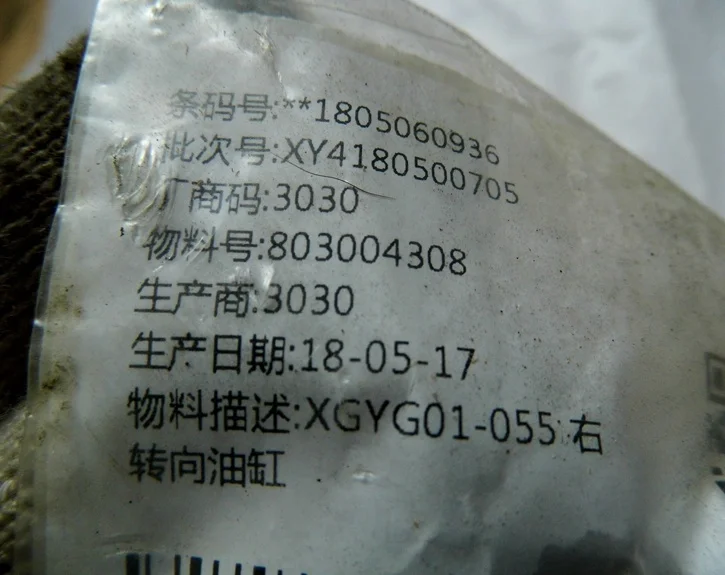 条码号:**1805060936
批次号:XY4180500705
厂商码:3030
物料号:803004308
生产商:3030
生产日期:18-05-17
物料描述:XGYG01-055 右
转向油缸